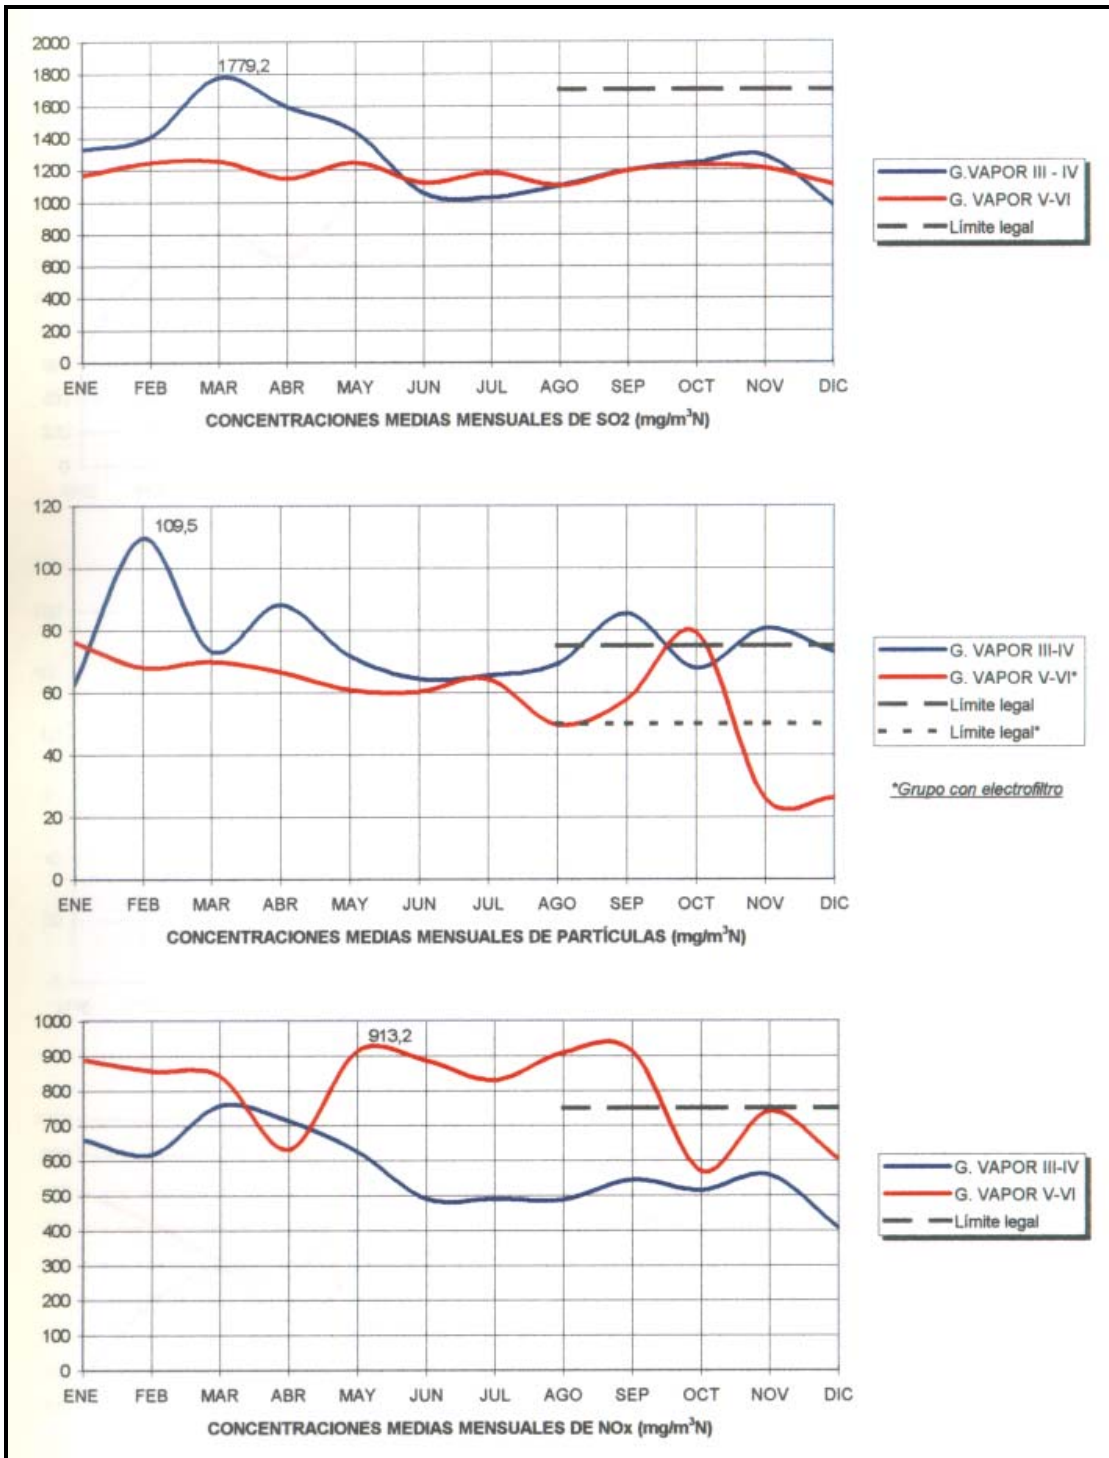 2000
1800
1600
1400
1200
1000
800
600
400
200
0
1779,2
ENE FEB MAR ABR MAY JUN JUL AGO SEP OCT NOV DIC
CONCENTRACIONES MEDIAS MENSUALES DE SO2 (mg/m³N)
G.VAPOR III - IV
G. VAPOR V-VI
Límite legal
120
100
80
60
40
20
0
109,5
ENE FEB MAR ABR MAY JUN JUL AGO SEP OCT NOV DIC
CONCENTRACIONES MEDIAS MENSUALES DE PARTÍCULAS (mg/m³N)
G. VAPOR III-IV
G. VAPOR V-VI*
Límite legal
Límite legal*
*Grupo con electrofiltro
1000
900
800
700
600
500
400
300
200
100
0
913,2
ENE FEB MAR ABR MAY JUN JUL AGO SEP OCT NOV DIC
CONCENTRACIONES MEDIAS MENSUALES DE NOx (mg/m³N)
G. VAPOR III-IV
G. VAPOR V-VI
Límite legal